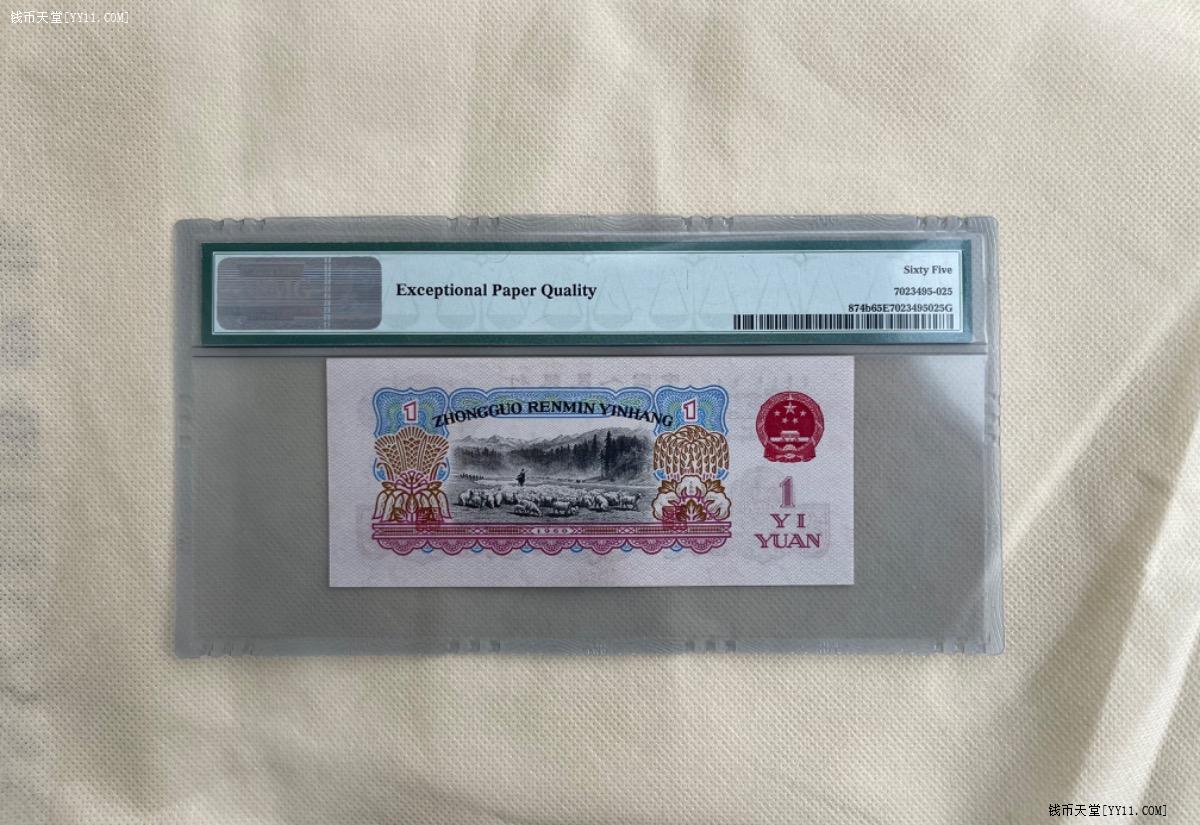 钱币天堂[YY11.COM]
Exceptional Paper Quality
Sixty Five
7023495-025
874b65E7023495025G
1
ZHONGGUO RENMIN YINHANG
1
1960
1
YI
YUAN
钱币天堂[YY11.COM]